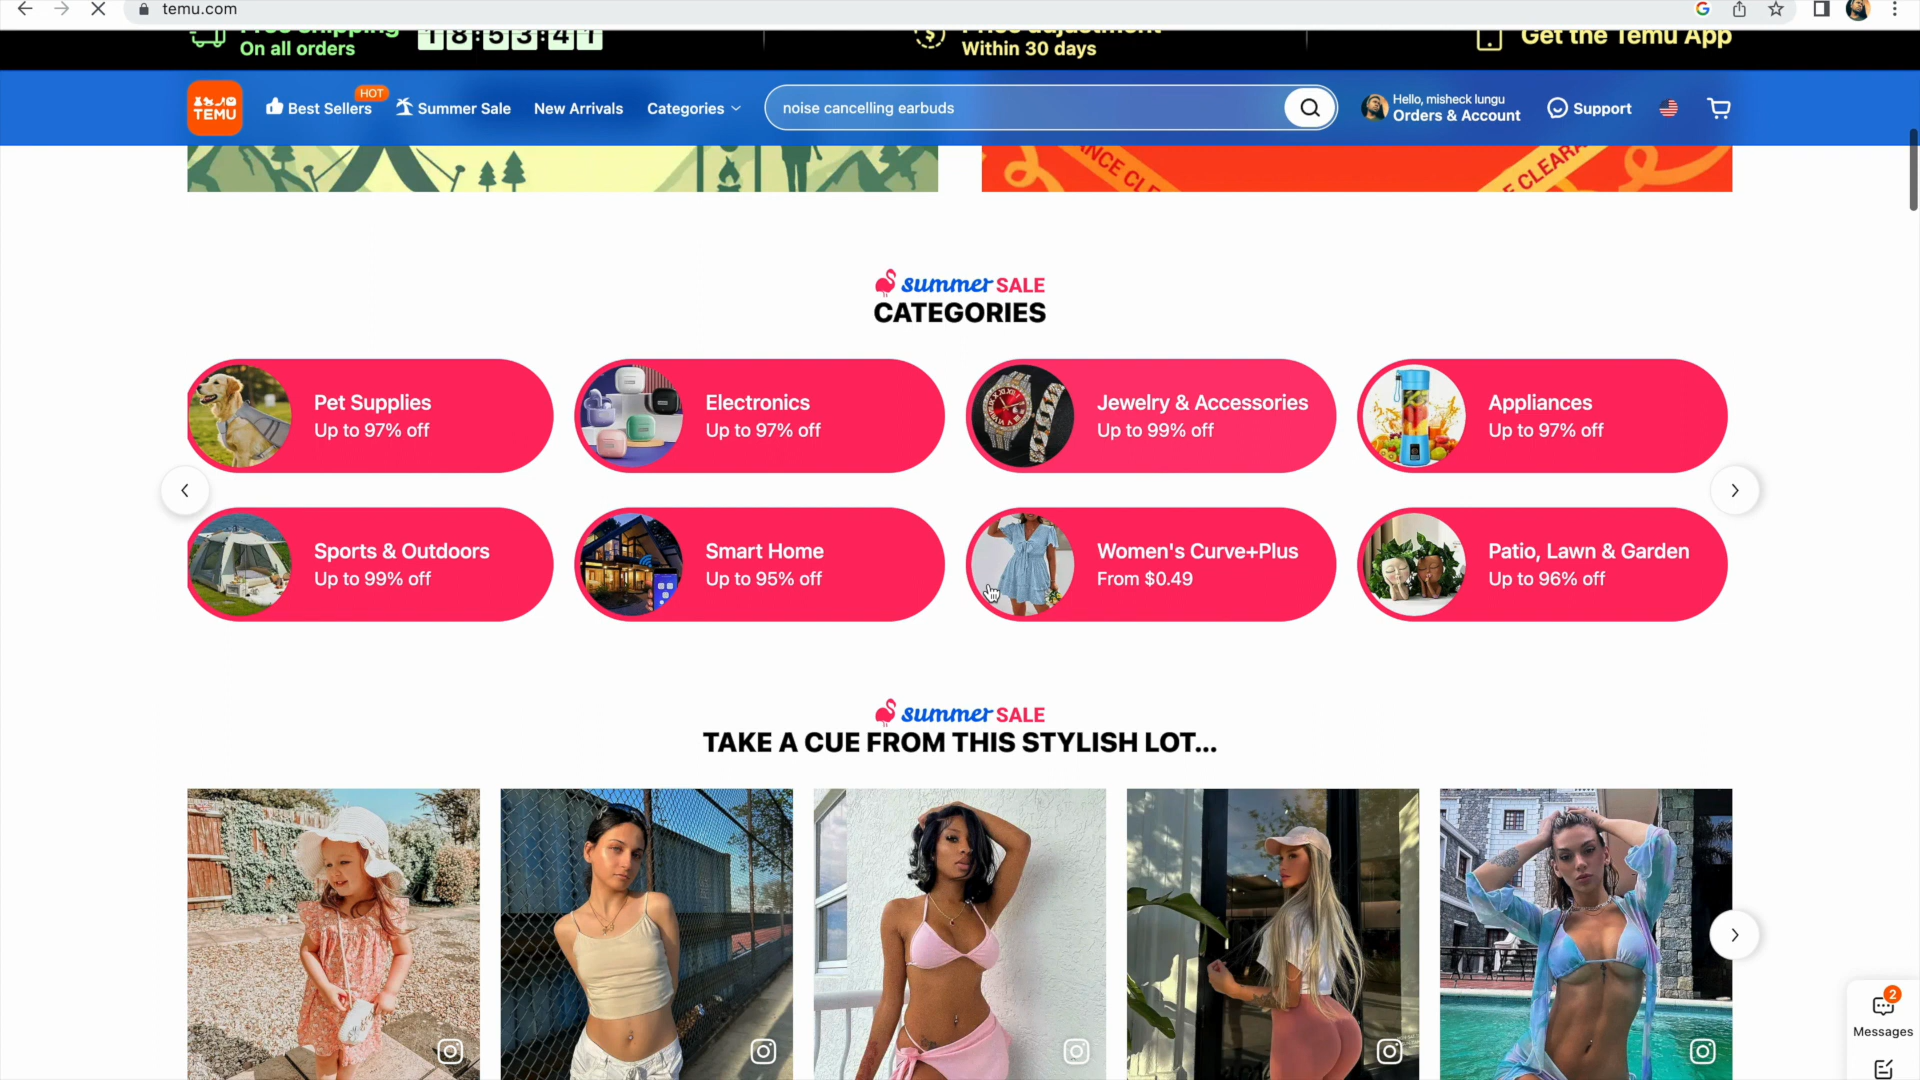 temu.com
Free shipping
On all orders
18:53:41
Price adjustment
Within 30 days
Get the Temu App
TEMU
Best Sellers
HOT
Summer Sale
New Arrivals
Categories
noise cancelling earbuds
Hello, misheck lungu
Orders & Account
Support
ANCE CL
E CLEARA
summer SALE
CATEGORIES
Pet Supplies
Up to 97% off
Electronics
Up to 97% off
Jewelry & Accessories
Up to 99% off
Appliances
Up to 97% off
Sports & Outdoors
Up to 99% off
Smart Home
Up to 95% off
Women's Curve+Plus
From $0.49
Patio, Lawn & Garden
Up to 96% off
summer SALE
TAKE A CUE FROM THIS STYLISH LOT...
2
Messages